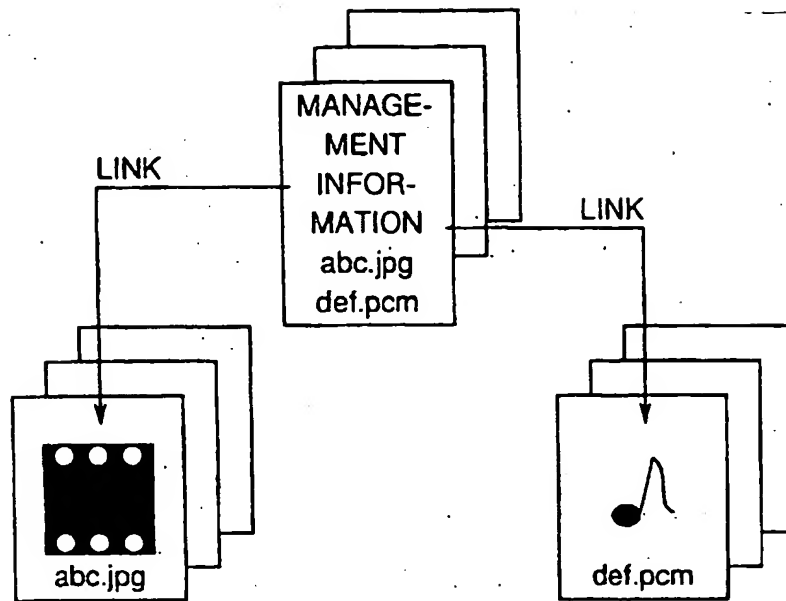 MANAGE-
MENT
INFOR-
MATION
abc.jpg
def.pcm
LINK
LINK
abc.jpg
def.pcm